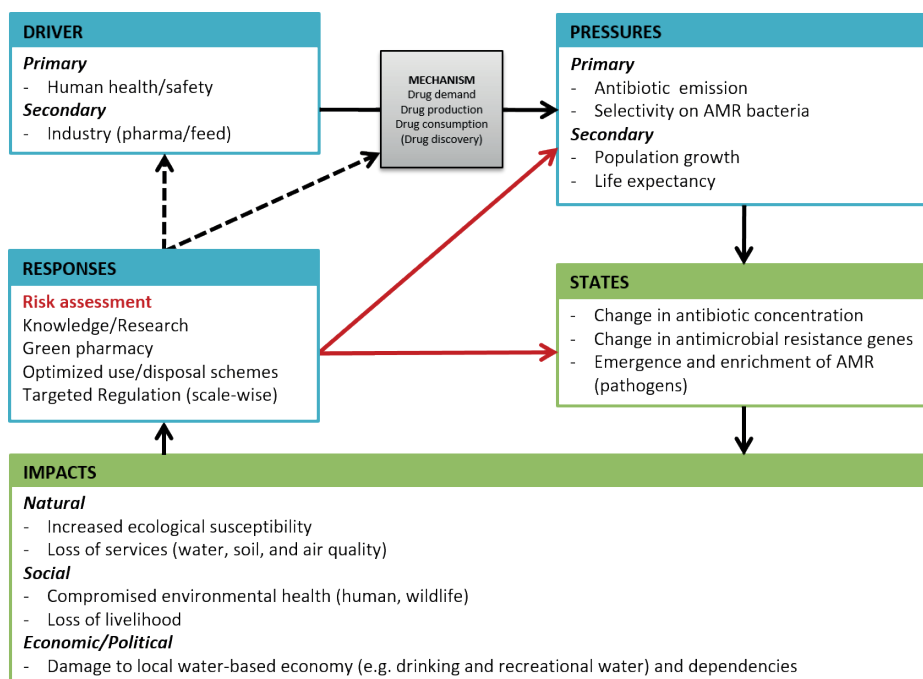 DRIVER
Primary
- Human health/safety
Secondary
- Industry (pharma/feed)
MECHANISM
Drug demand
Drug production
Drug consumption
(Drug discovery)
PRESSURES
Primary
- Antibiotic emission
- Selectivity on AMR bacteria
Secondary
- Population growth
- Life expectancy
RESPONSES
Risk assessment
Knowledge/Research
Green pharmacy
Optimized use/disposal schemes
Targeted Regulation (scale-wise)
STATES
- Change in antibiotic concentration
- Change in antimicrobial resistance genes
- Emergence and enrichment of AMR
(pathogens)
IMPACTS
Natural
- Increased ecological susceptibility
- Loss of services (water, soil, and air quality)
Social
- Compromised environmental health (human, wildlife)
- Loss of livelihood
Economic/Political
- Damage to local water-based economy (e.g. drinking and recreational water) and dependencies